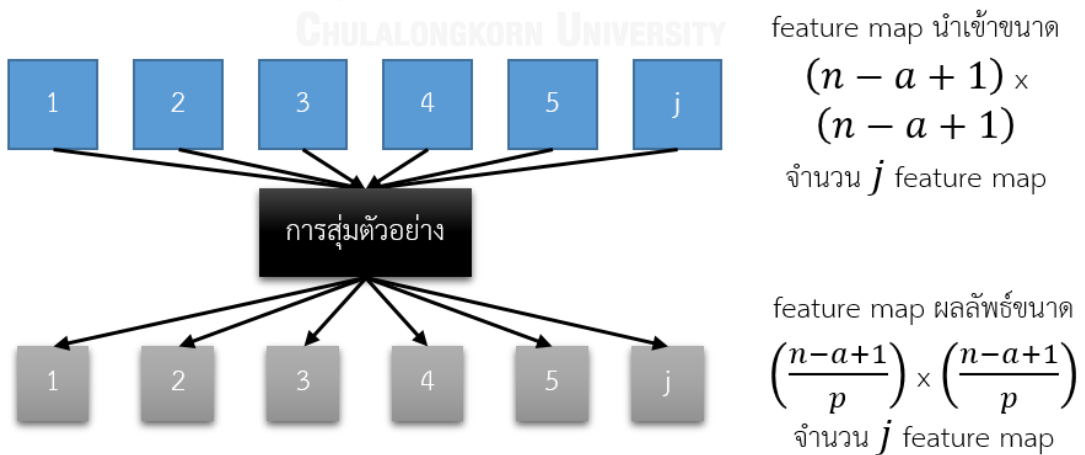 CHULALONGKORN UNIVERSITY
1 2 3 4 5 j
การสุ่มตัวอย่าง
1 2 3 4 5 j
feature map นำเข้าขนาด
(n − a + 1) x
(n − a + 1)
จำนวน j feature map
feature map ผลลัพธ์ขนาด
((n−a+1)/p) x ((n−a+1)/p)
จำนวน j feature map